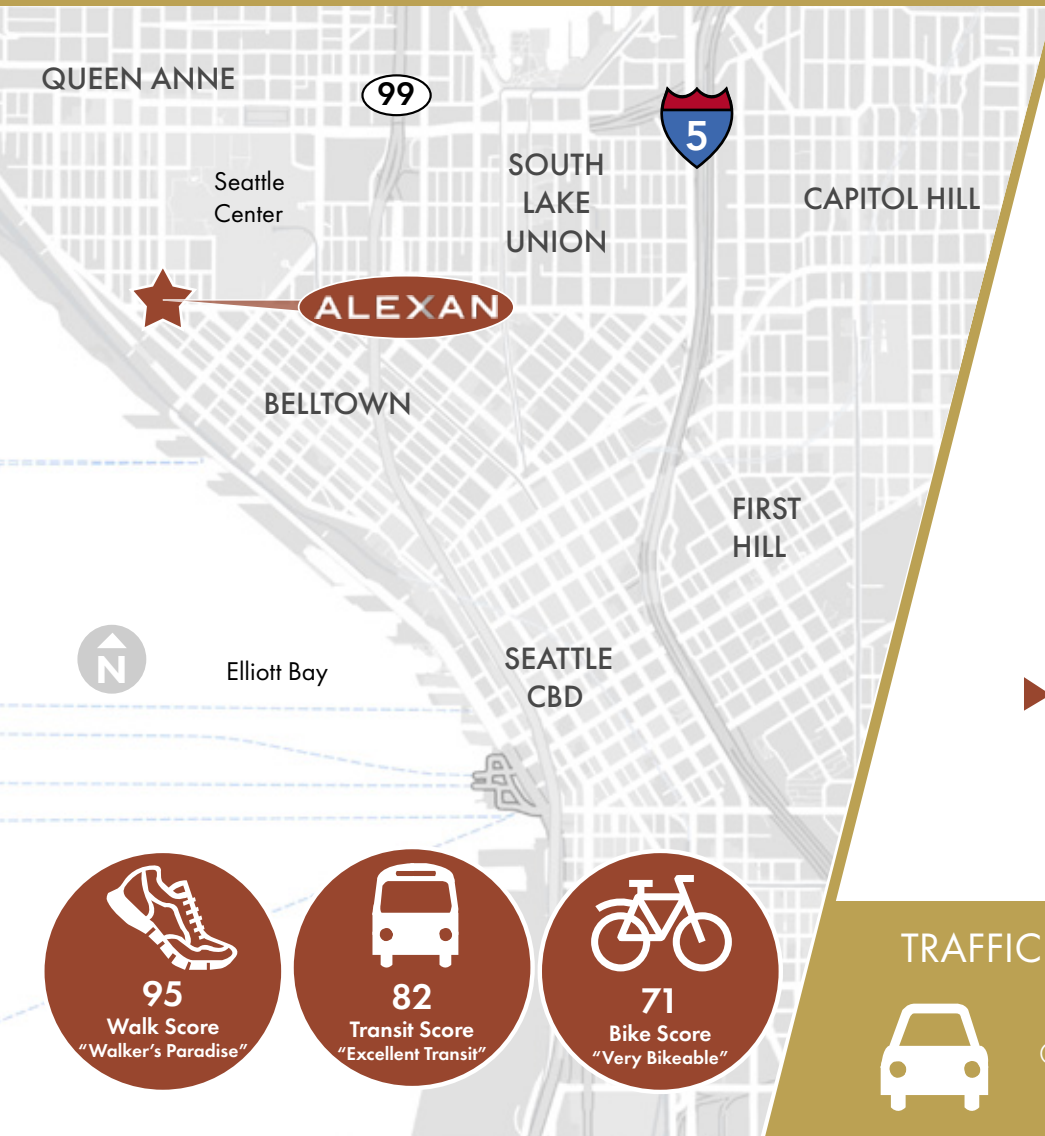 QUEEN ANNE
99
5
Seattle
Center
SOUTH
LAKE
UNION
CAPITOL HILL
ALEXAN
BELLTOWN
FIRST
HILL
N
Elliott Bay
SEATTLE
CBD
95
Walk Score
"Walker's Paradise"
82
Transit Score
"Excellent Transit"
71
Bike Score
"Very Bikeable"
TRAFFIC